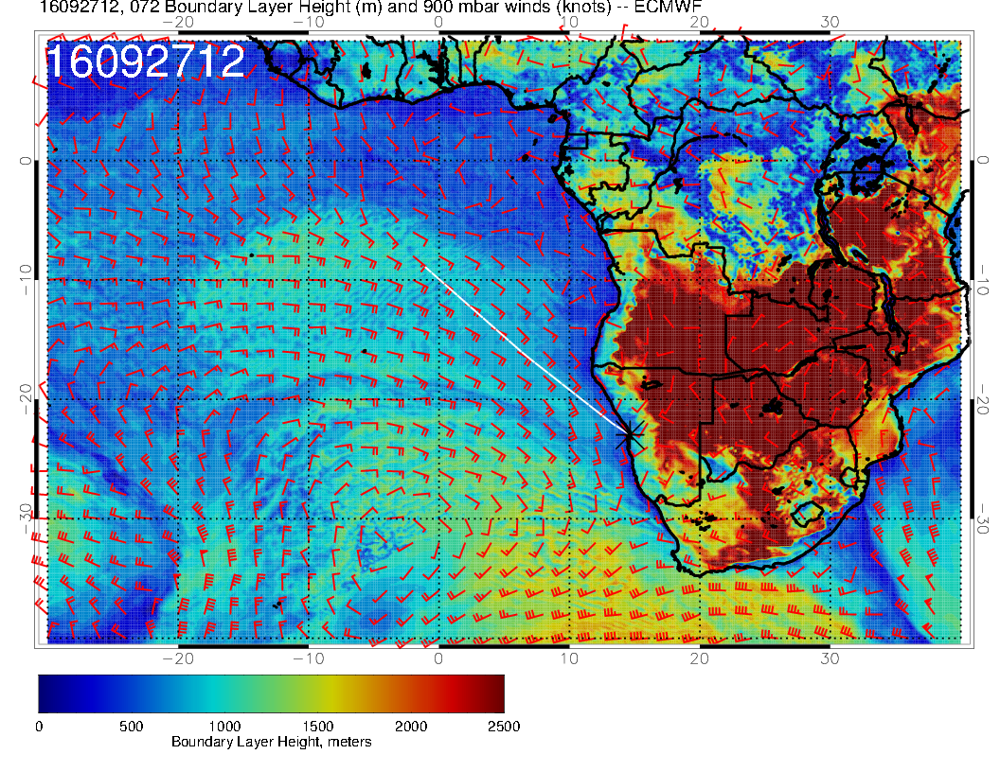 16092712, 072 Boundary Layer Height (m) and 900 mbar winds (knots) -- ECMWF
−20 −10 0 10 20 30
16092712
0 0
−10 −10
−20 −20
−30 −30
−20 −10 0 10 20 30
0 500 1000 1500 2000 2500
Boundary Layer Height, meters